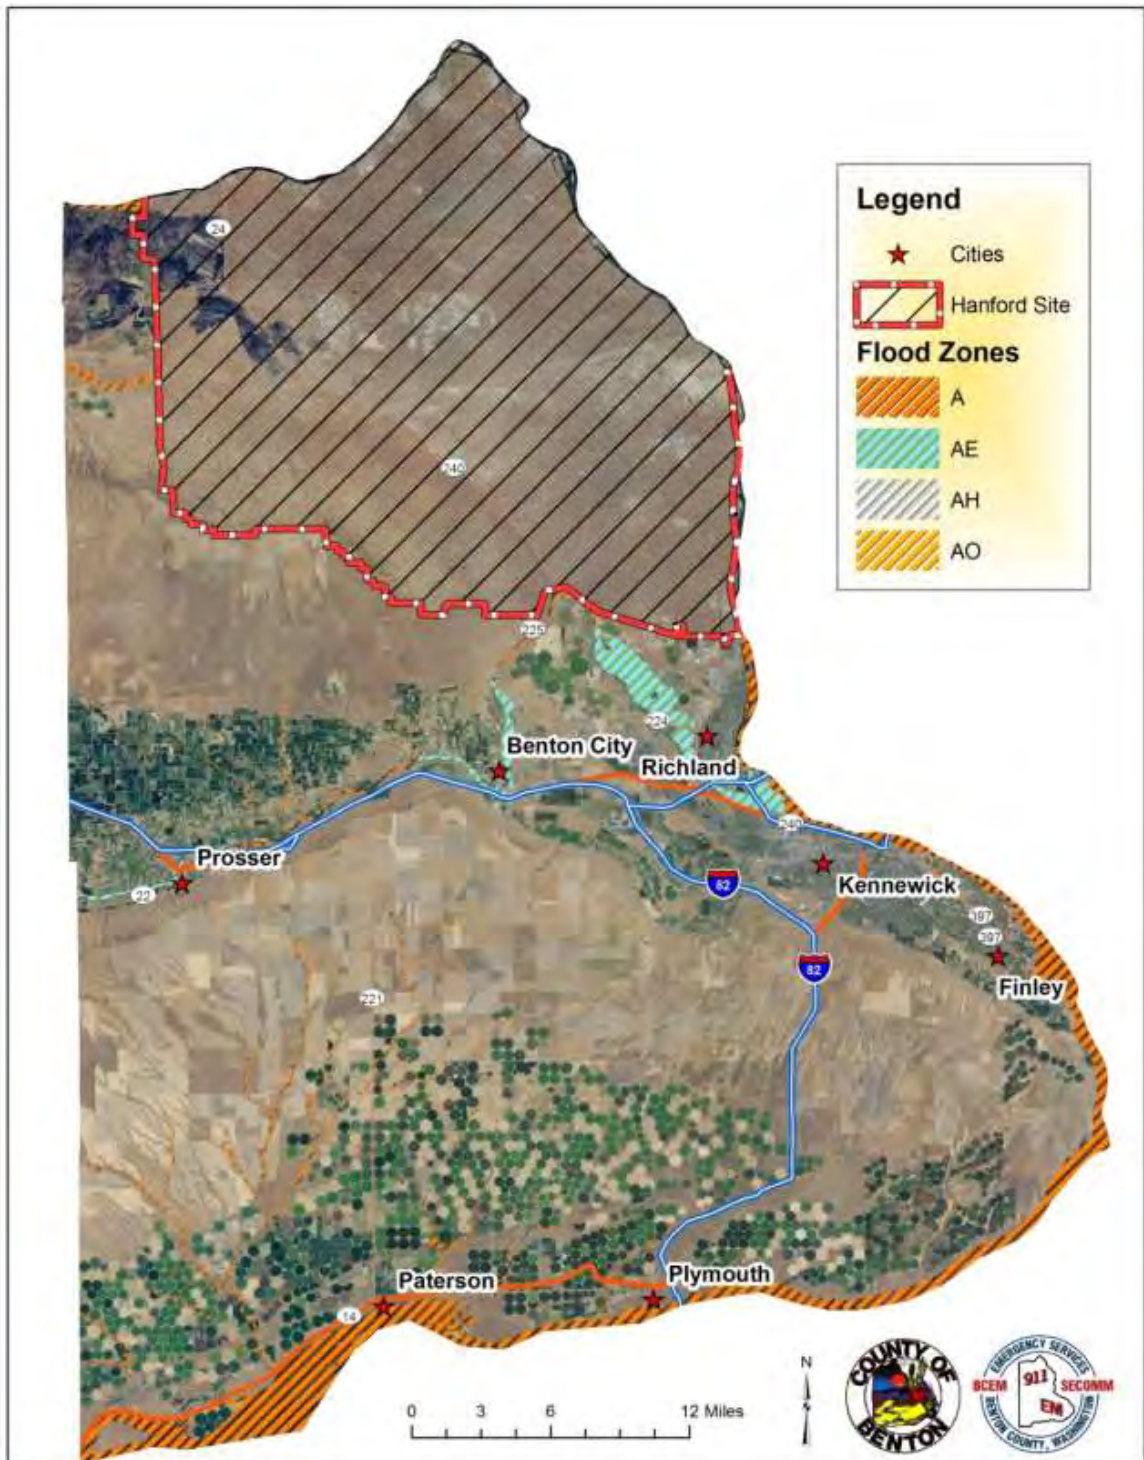 Legend
Cities
Hanford Site
Flood Zones
A
AE
AH
AO
24
240
225
224
Benton City
Richland
240
Prosser
22
82
Kennewick
397
397
82
Finley
221
Paterson
Plymouth
14
N
0 3 6 12 Miles
COUNTY OF
BENTON
EMERGENCY SERVICES
911
BCEM
SECOMM
EM
BENTON COUNTY, WASHINGTON